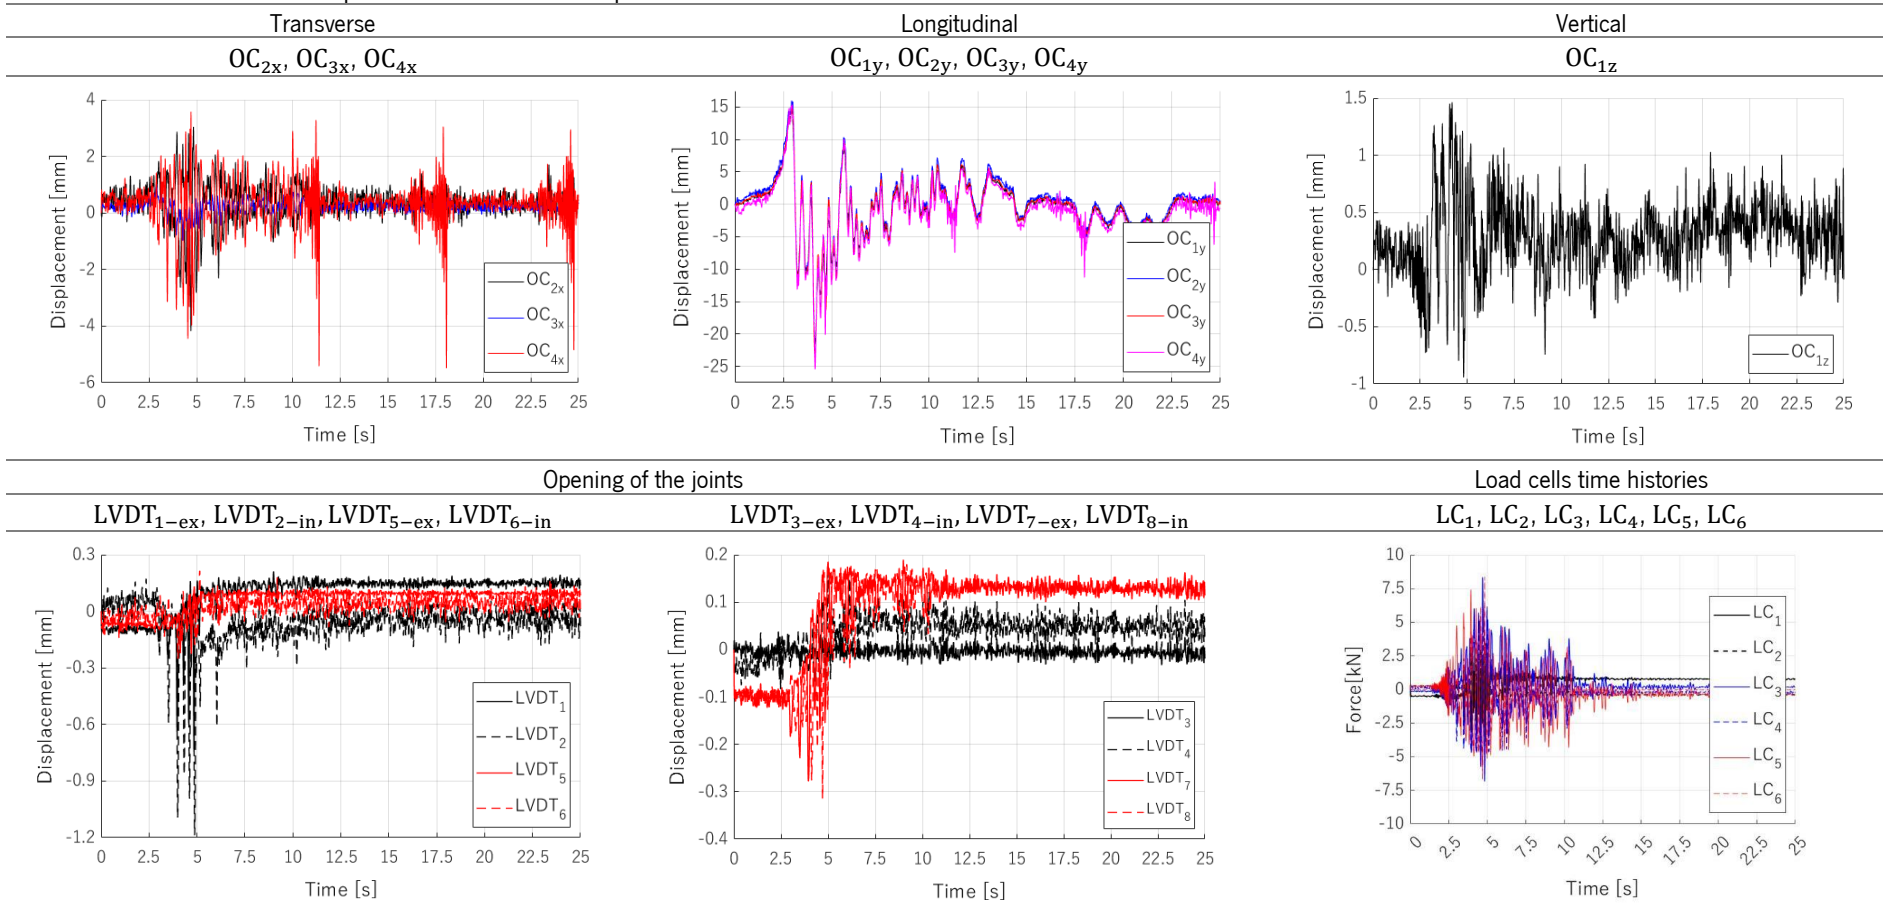 Transverse
Longitudinal
Vertical
OC2x, OC3x, OC4x
OC1y, OC2y, OC3y, OC4y
OC1z
4
2
0
-2
-4
-6
Displacement [mm]
OC2x
OC3x
OC4x
0 2.5 5 7.5 10 12.5 15 17.5 20 22.5 25
Time [s]
15
10
5
0
-5
-10
-15
-20
-25
Displacement [mm]
OC1y
OC2y
OC3y
OC4y
0 2.5 5 7.5 10 12.5 15 17.5 20 22.5 25
Time [s]
1.5
1
0.5
0
-0.5
-1
Displacement [mm]
OC1z
0 2.5 5 7.5 10 12.5 15 17.5 20 22.5 25
Time [s]
Opening of the joints
Load cells time histories
LVDT1−ex, LVDT2−in, LVDT5−ex, LVDT6−in
LVDT3−ex, LVDT4−in, LVDT7−ex, LVDT8−in
LC1, LC2, LC3, LC4, LC5, LC6
0.3
0
-0.3
-0.6
-0.9
-1.2
Displacement [mm]
LVDT1
LVDT2
LVDT5
LVDT6
0 2.5 5 7.5 10 12.5 15 17.5 20 22.5 25
Time [s]
0.2
0.1
0
-0.1
-0.2
-0.3
-0.4
Displacement [mm]
LVDT3
LVDT4
LVDT7
LVDT8
0 2.5 5 7.5 10 12.5 15 17.5 20 22.5 25
Time [s]
10
7.5
5
2.5
0
-2.5
-5
-7.5
-10
Force[kN]
LC1
LC2
LC3
LC4
LC5
LC6
0 2.5 5 7.5 10 12.5 15 17.5 20 22.5 25
Time [s]